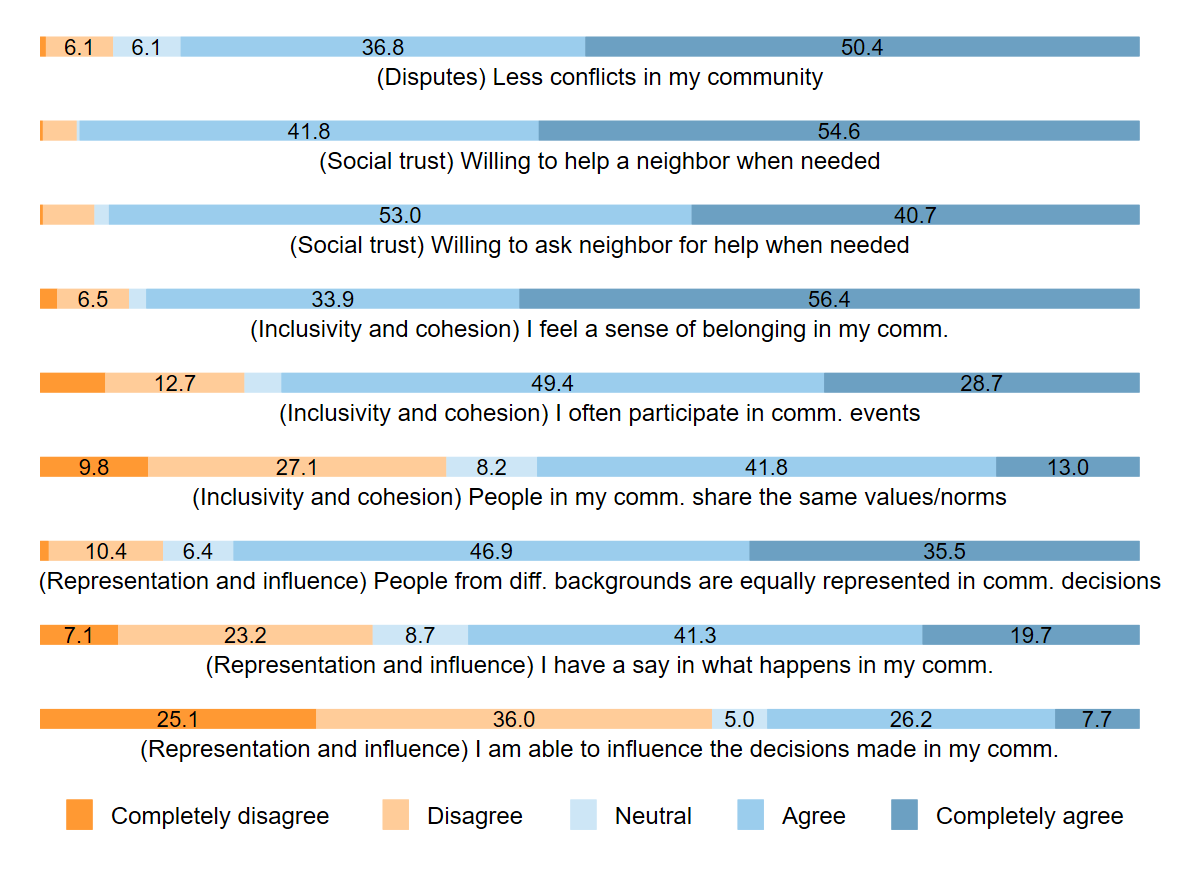 6.1 6.1 36.8 50.4
(Disputes) Less conflicts in my community
41.8 54.6
(Social trust) Willing to help a neighbor when needed
53.0 40.7
(Social trust) Willing to ask neighbor for help when needed
6.5 33.9 56.4
(Inclusivity and cohesion) I feel a sense of belonging in my comm.
12.7 49.4 28.7
(Inclusivity and cohesion) I often participate in comm. events
9.8 27.1 8.2 41.8 13.0
(Inclusivity and cohesion) People in my comm. share the same values/norms
10.4 6.4 46.9 35.5
(Representation and influence) People from diff. backgrounds are equally represented in comm. decisions
7.1 23.2 8.7 41.3 19.7
(Representation and influence) I have a say in what happens in my comm.
25.1 36.0 5.0 26.2 7.7
(Representation and influence) I am able to influence the decisions made in my comm.
Completely disagree Disagree Neutral Agree Completely agree